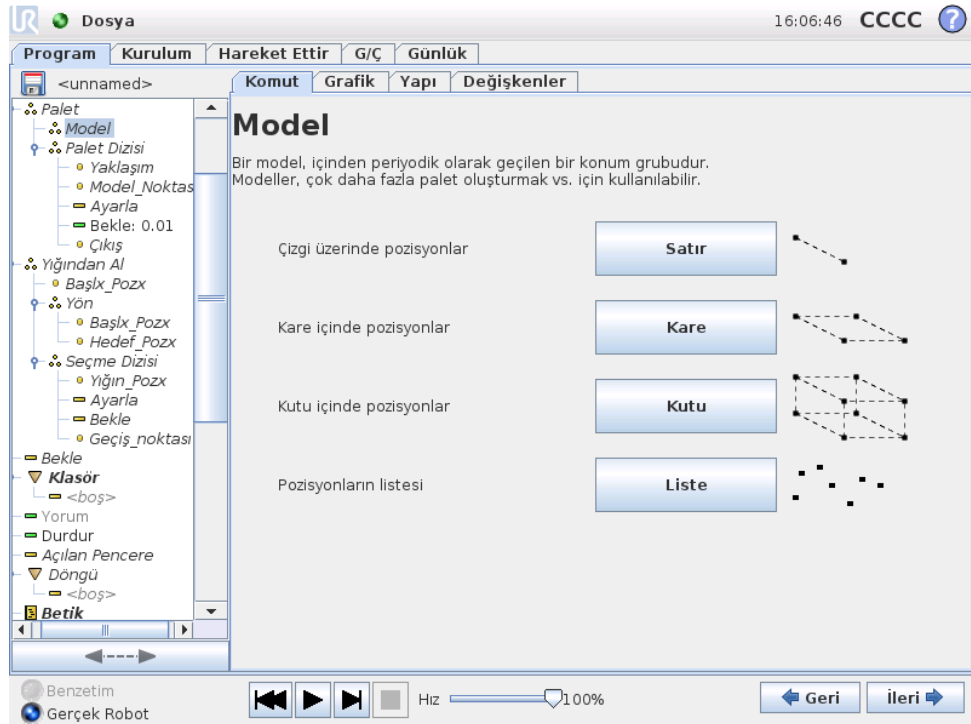 UR Dosya 16:06:46 CCCC ?
Program Kurulum Hareket Ettir G/Ç Günlük
<unnamed>
Komut Grafik Yapı Değişkenler
Palet
Model
Palet Dizisi
Yaklaşım
Model_Noktas
Ayarla
Bekle: 0.01
Çıkış
Yığından Al
Başlx_Pozx
Yön
Başlx_Pozx
Hedef_Pozx
Seçme Dizisi
Yığın_Pozx
Ayarla
Bekle
Geçiş_noktası
Bekle
Klasör
<boş>
Yorum
Durdur
Açılan Pencere
Döngü
<boş>
Betik
Model
Bir model, içinden periyodik olarak geçilen bir konum grubudur.
Modeller, çok daha fazla palet oluşturmak vs. için kullanılabilir.
Çizgi üzerinde pozisyonlar Satır
Kare içinde pozisyonlar Kare
Kutu içinde pozisyonlar Kutu
Pozisyonların listesi Liste
Benzetim
Gerçek Robot
Hız 100%
Geri İleri